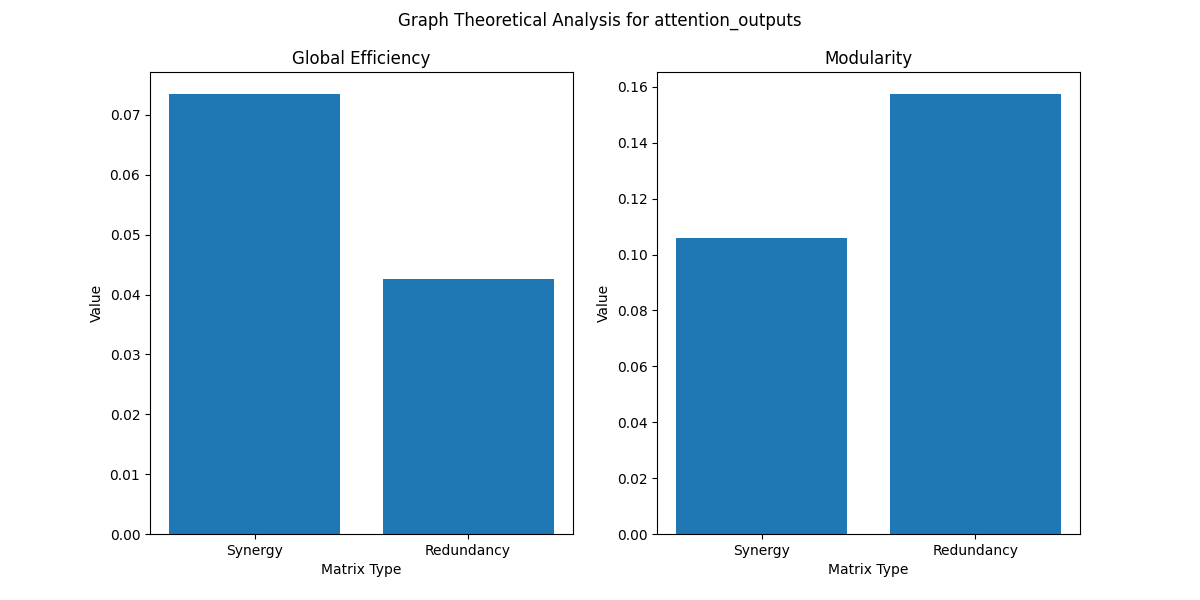 Graph Theoretical Analysis for attention_outputs
Global Efficiency
0.07
0.06
0.05
0.04
0.03
0.02
0.01
0.00
Value
Synergy
Redundancy
Matrix Type
Modularity
0.16
0.14
0.12
0.10
0.08
0.06
0.04
0.02
0.00
Value
Synergy
Redundancy
Matrix Type